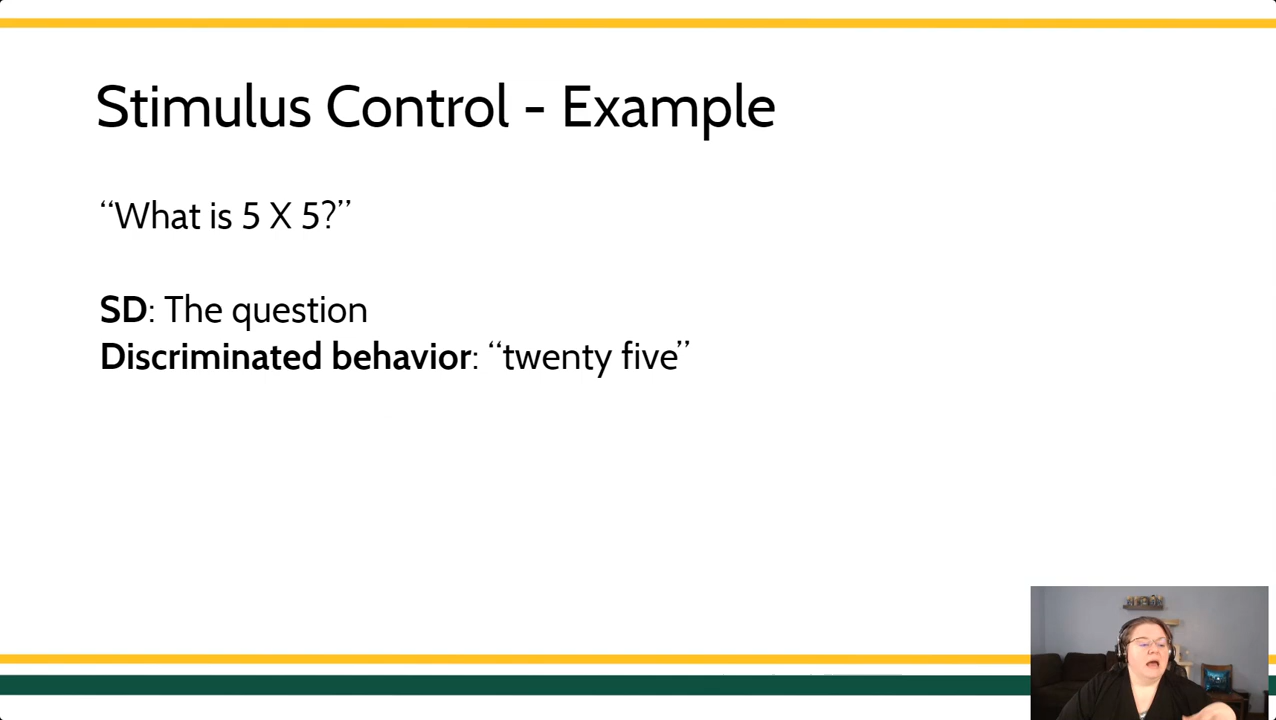 Stimulus Control - Example
“What is 5 X 5?”
SD: The question
Discriminated behavior: “twenty five”